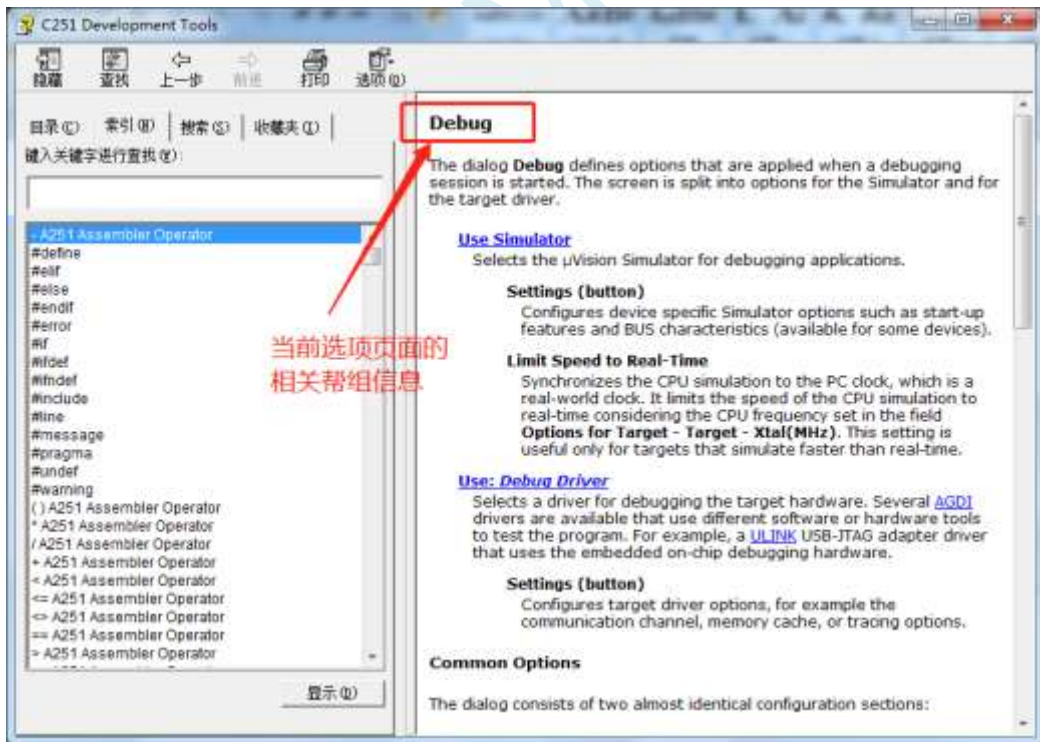 C251 Development Tools
隐藏 查找 上一步 前进 打印 选项(O)
目录(C) 索引(N) 搜索(S) 收藏夹(I)
键入关键字进行查找(W):
- A251 Assembler Operator
#define
#elif
#else
#endif
#error
#if
#ifdef
#ifndef
#include
#line
#message
#pragma
#undef
#warning
( ) A251 Assembler Operator
* A251 Assembler Operator
/ A251 Assembler Operator
+ A251 Assembler Operator
< A251 Assembler Operator
<= A251 Assembler Operator
<> A251 Assembler Operator
== A251 Assembler Operator
> A251 Assembler Operator
显示(D)
当前选项页面的
相关帮组信息
Debug
The dialog Debug defines options that are applied when a debugging
session is started. The screen is split into options for the Simulator and for
the target driver.
Use Simulator
Selects the µVision Simulator for debugging applications.
Settings (button)
Configures device specific Simulator options such as start-up
features and BUS characteristics (available for some devices).
Limit Speed to Real-Time
Synchronizes the CPU simulation to the PC clock, which is a
real-world clock. It limits the speed of the CPU simulation to
real-time considering the CPU frequency set in the field
Options for Target - Target - Xtal(MHz). This setting is
useful only for targets that simulate faster than real-time.
Use: Debug Driver
Selects a driver for debugging the target hardware. Several AGDI
drivers are available that use different software or hardware tools
to test the program. For example, a ULINK USB-JTAG adapter driver
that uses the embedded on-chip debugging hardware.
Settings (button)
Configures target driver options, for example the
communication channel, memory cache, or tracing options.
Common Options
The dialog consists of two almost identical configuration sections: